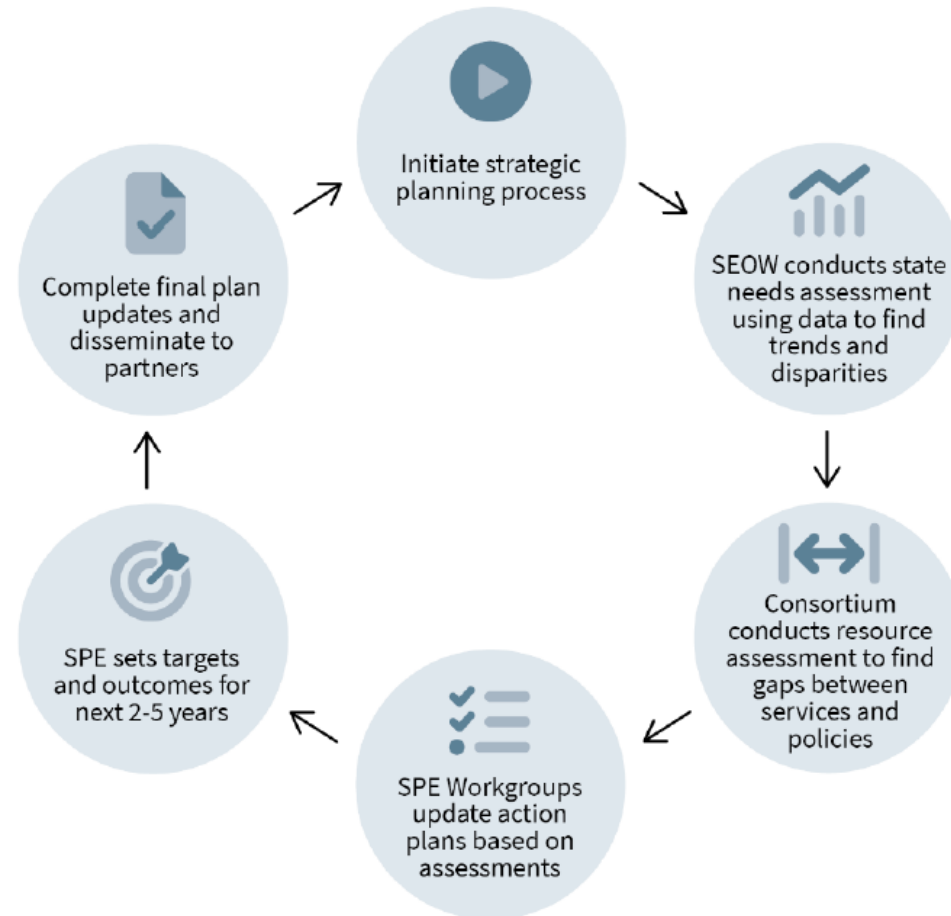 Initiate strategic
planning process
SEOW conducts state
needs assessment
using data to find
trends and
disparities
Consortium
conducts resource
assessment to find
gaps between
services and
policies
SPE Workgroups
update action
plans based on
assessments
SPE sets targets
and outcomes for
next 2-5 years
Complete final plan
updates and
disseminate to
partners